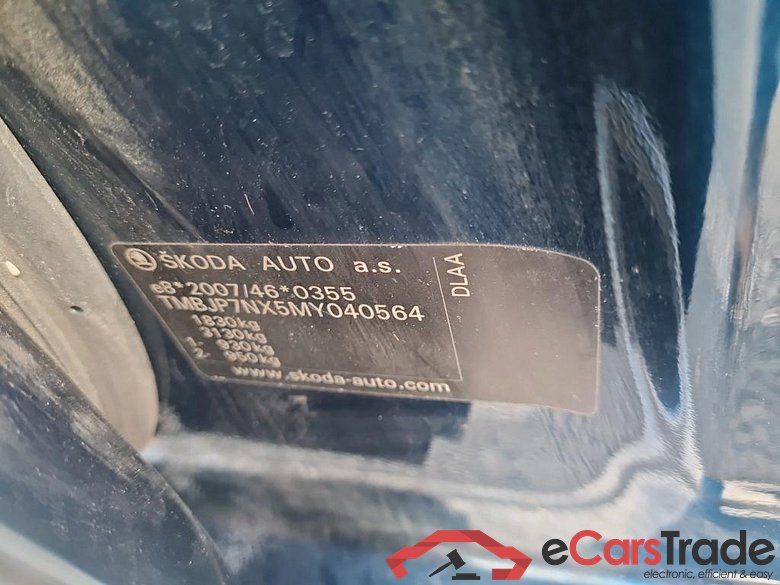 ŠKODA AUTO a.s.
DLAA
e8*2007/46*0355
TMBJP7NX5MY040564
1830kg
3130kg
1. 930kg
2. 950kg
www.skoda-auto.com
eCarsTrade
electronic, efficient & easy